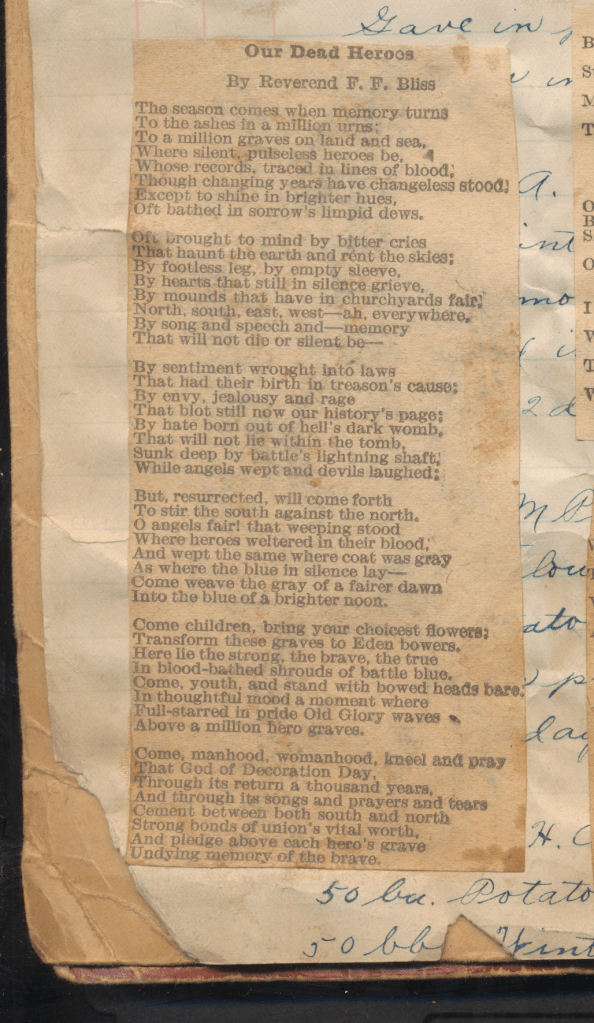 Gave in
Our Dead Heroes
By Reverend F. F. Bliss
The season comes when memory turns
To the ashes in a million urns;
To a million graves on land and sea,
Where silent, pulseless heroes be,
Whose records, traced in lines of blood,
Though changing years have changeless stood,
Except to shine in brighter hues,
Oft bathed in sorrow's limpid dews.
Oft brought to mind by bitter cries
That haunt the earth and rent the skies;
By footless leg, by empty sleeve,
By hearts that still in silence grieve,
By mounds that have in churchyards fair,
North, south, east, west—ah, everywhere,
By song and speech and—memory
That will not die or silent be—
By sentiment wrought into laws
That had their birth in treason's cause;
By envy, jealousy and rage
That blot still now our history's page;
By hate born out of hell's dark womb,
That will not lie within the tomb,
Sunk deep by battle's lightning shaft,
While angels wept and devils laughed;
But, resurrected, will come forth
To stir the south against the north.
O angels fair! that weeping stood
Where heroes weltered in their blood,
And wept the same where coat was gray
As where the blue in silence lay—
Come weave the gray of a fairer dawn
Into the blue of a brighter noon.
Come children, bring your choicest flowers;
Transform these graves to Eden bowers.
Here lie the strong, the brave, the true
In blood-bathed shrouds of battle blue.
Come, youth, and stand with bowed heads bare,
In thoughtful mood a moment where
Full-starred in pride Old Glory waves
Above a million hero graves.
Come, manhood, womanhood, kneel and pray
That God of Decoration Day,
Through its return a thousand years,
And through its songs and prayers and tears
Cement between both south and north
Strong bonds of union's vital worth,
And pledge above each hero's grave
Undying memory of the brave.
50 bu. Potato
50 bb